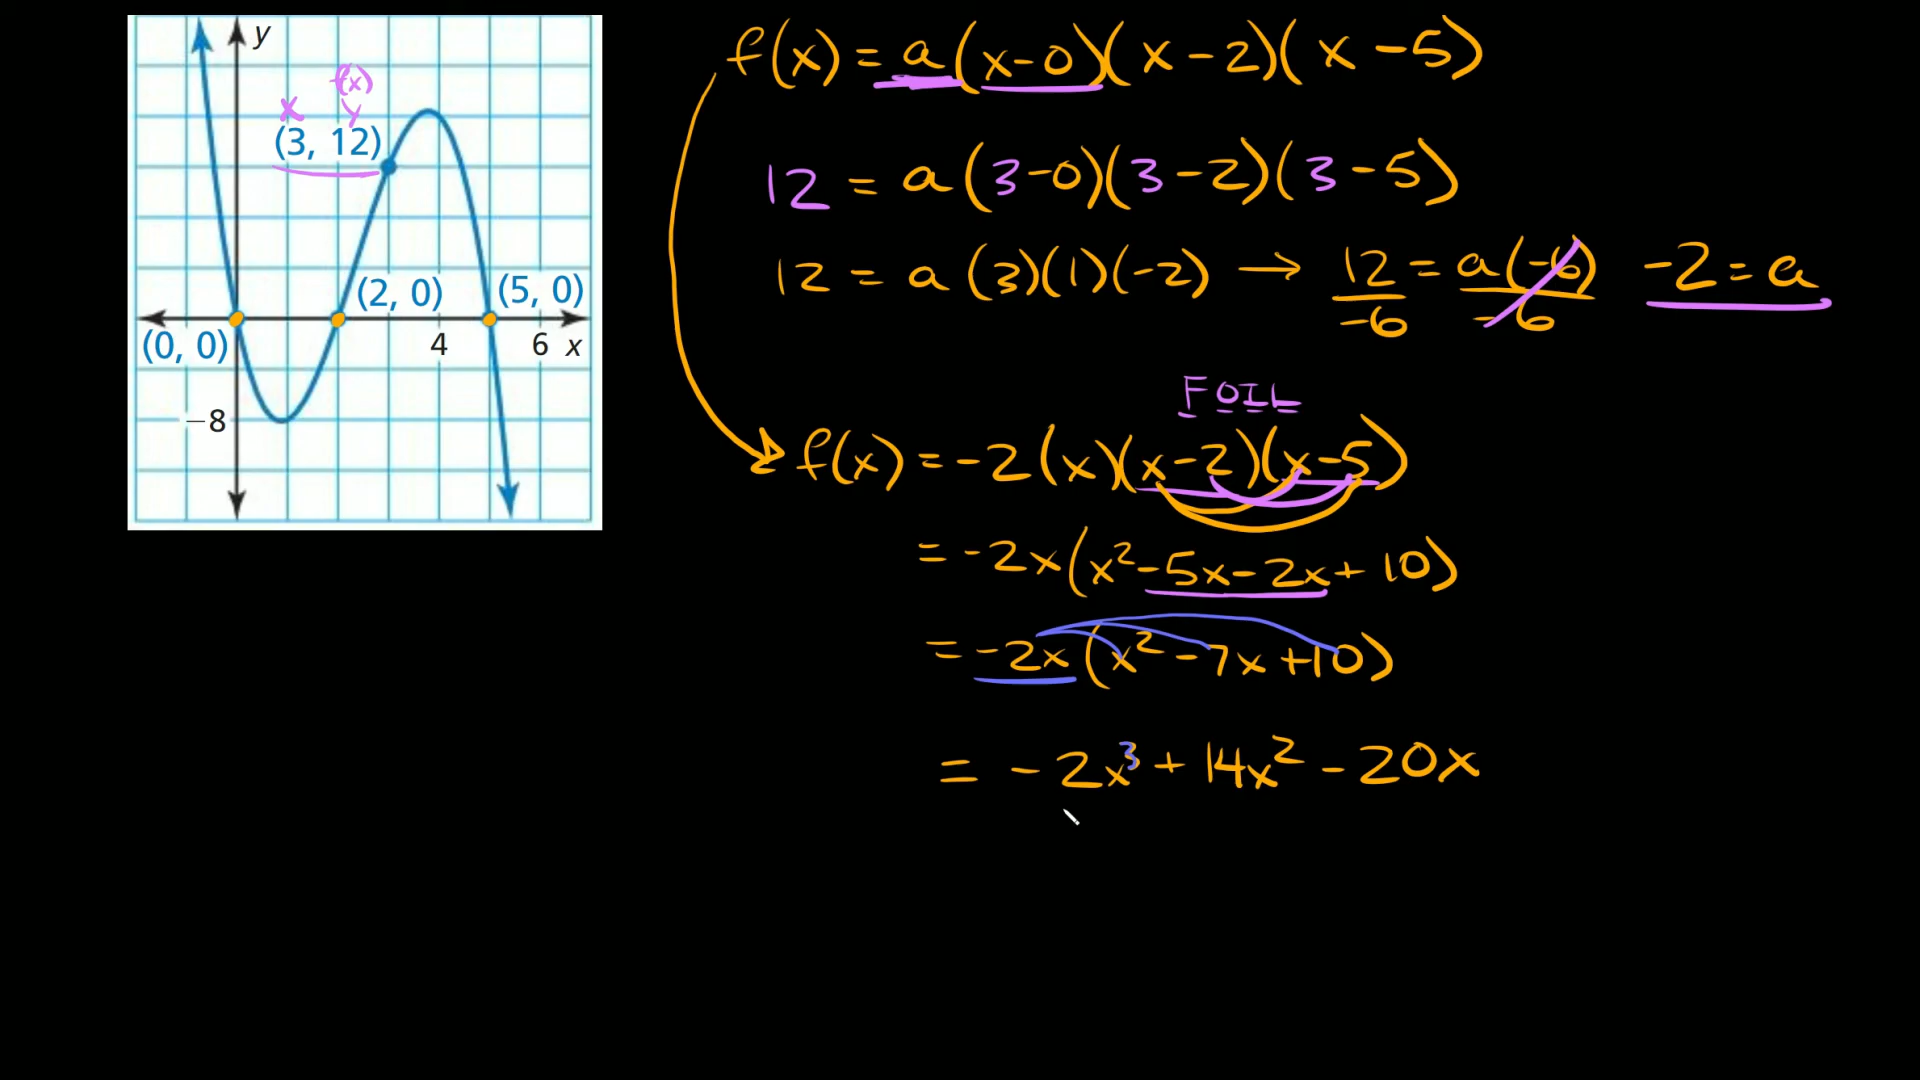 y
f(x)
x y
(3, 12)
(2, 0)
(5, 0)
(0, 0)
4
6 x
−8
f(x) = a(x-0)(x-2)(x-5)
12 = a(3-0)(3-2)(3-5)
12 = a(3)(1)(-2) → 12/-6 = a(-6)/-6 -2 = a
FOIL
f(x) = -2(x)(x-2)(x-5)
= -2x(x²-5x-2x+10)
= -2x(x²-7x+10)
= -2x³+14x²-20x